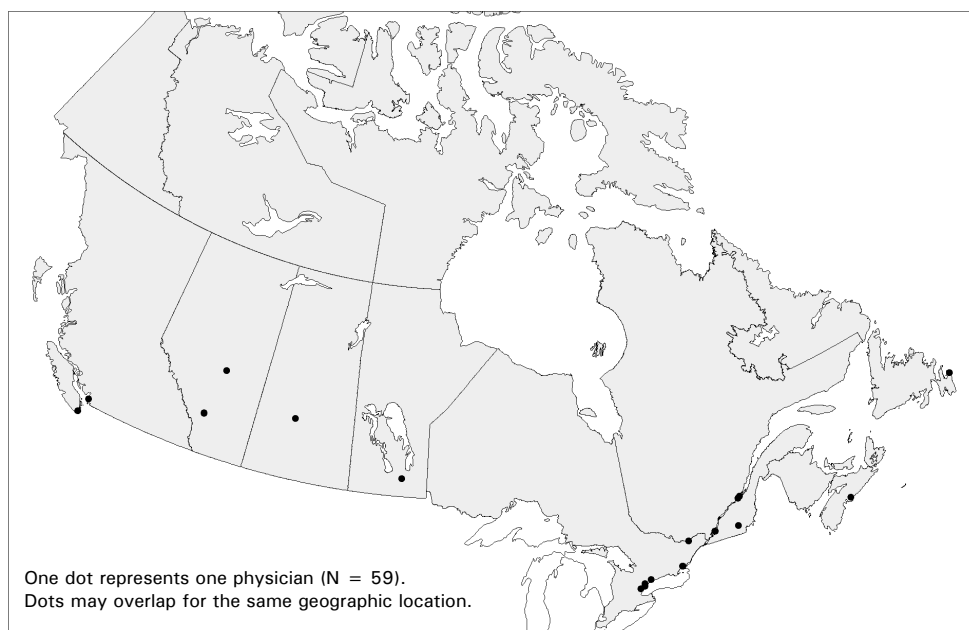 One dot represents one physician (N = 59).
Dots may overlap for the same geographic location.